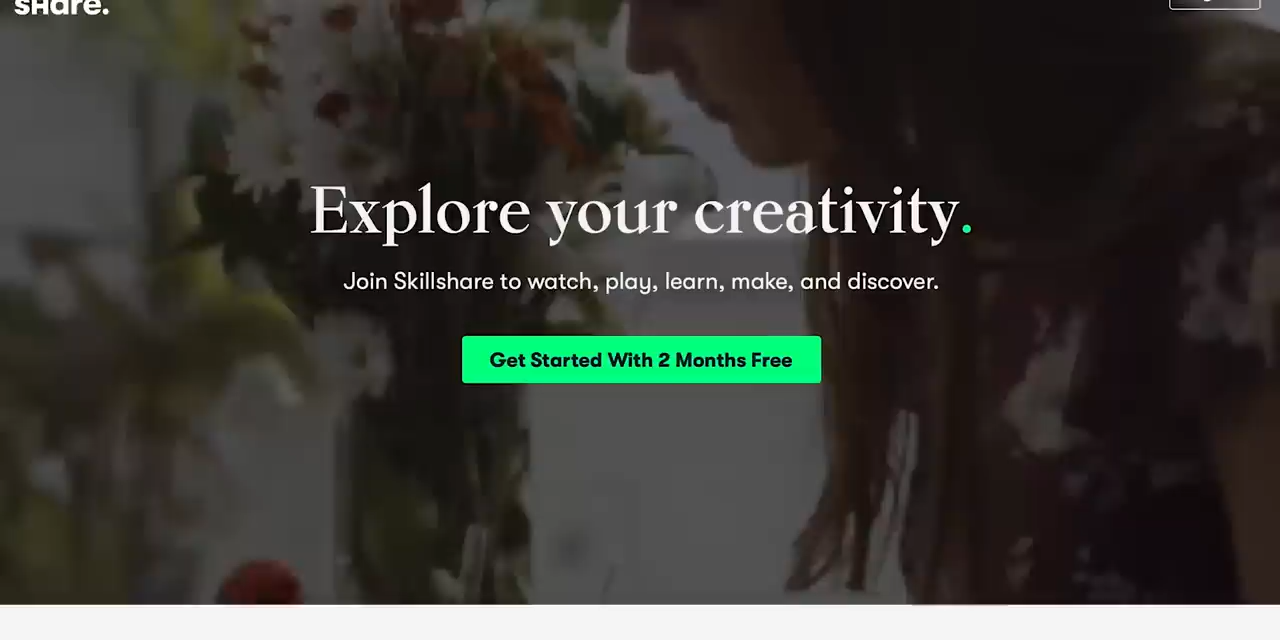 sHare.
Explore your creativity.
Join Skillshare to watch, play, learn, make, and discover.
Get Started With 2 Months Free